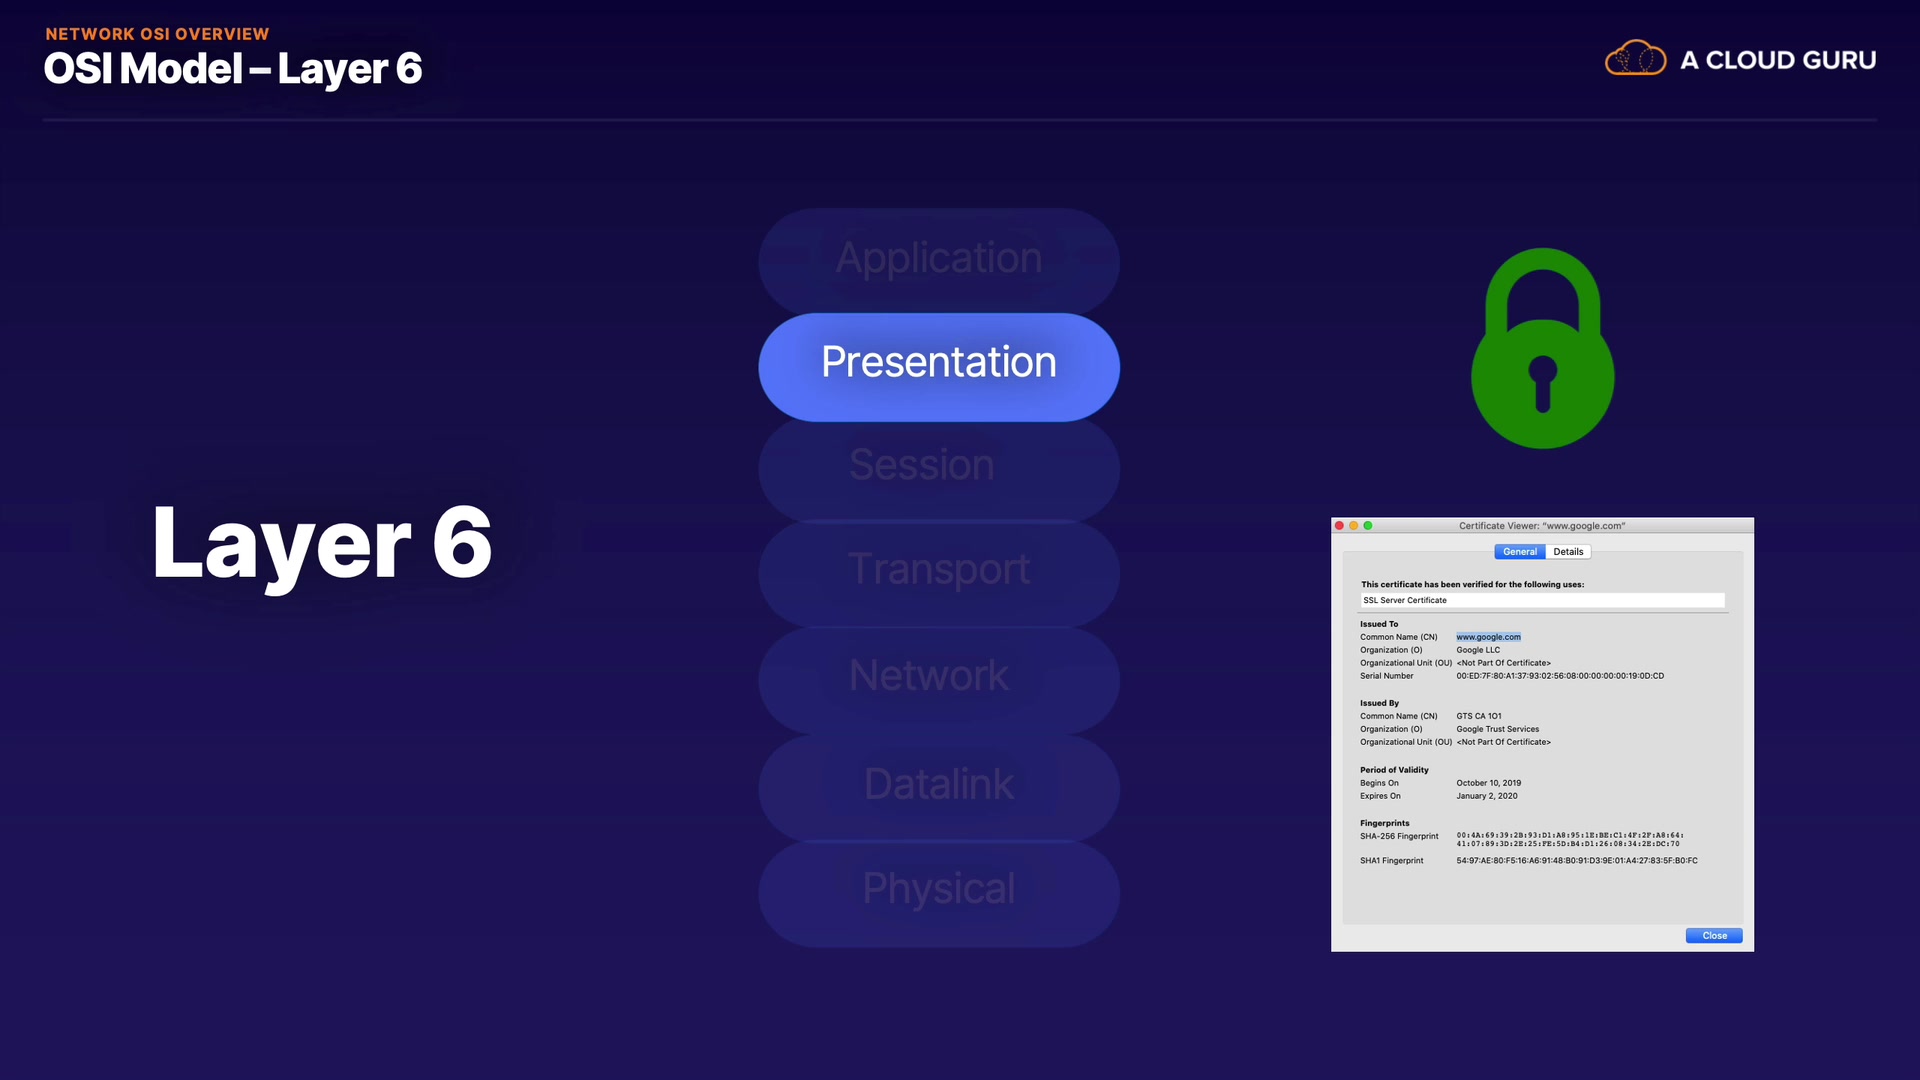 NETWORK OSI OVERVIEW
OSI Model – Layer 6
A CLOUD GURU
Layer 6
Application
Presentation
Session
Transport
Network
Datalink
Physical
Certificate Viewer: “www.google.com”
General Details
This certificate has been verified for the following uses:
SSL Server Certificate
Issued To
Common Name (CN) www.google.com
Organization (O) Google LLC
Organizational Unit (OU) <Not Part Of Certificate>
Serial Number 00:ED:7F:80:A1:37:93:02:56:08:00:00:00:00:19:0D:CD
Issued By
Common Name (CN) GTS CA 1O1
Organization (O) Google Trust Services
Organizational Unit (OU) <Not Part Of Certificate>
Period of Validity
Begins On October 10, 2019
Expires On January 2, 2020
Fingerprints
SHA-256 Fingerprint 00:4A:69:39:2B:93:D1:A8:95:1E:BE:C1:4F:2F:A8:64:
41:07:89:3D:2E:25:FE:5D:B4:D1:26:08:34:2E:DC:70
SHA1 Fingerprint 54:97:AE:80:F5:16:A6:91:48:B0:91:D3:9E:01:A4:27:83:5F:B0:FC
Close